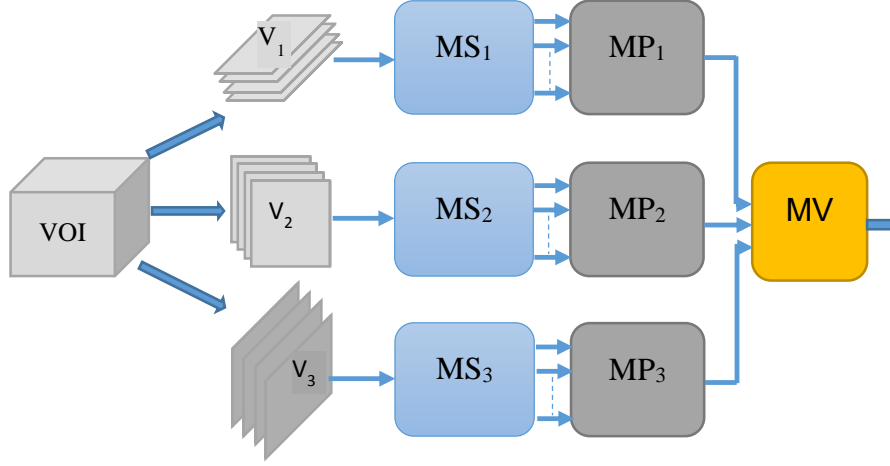 V₁ MS₁ MP₁
VOI V₂ MS₂ MP₂ MV
V₃ MS₃ MP₃